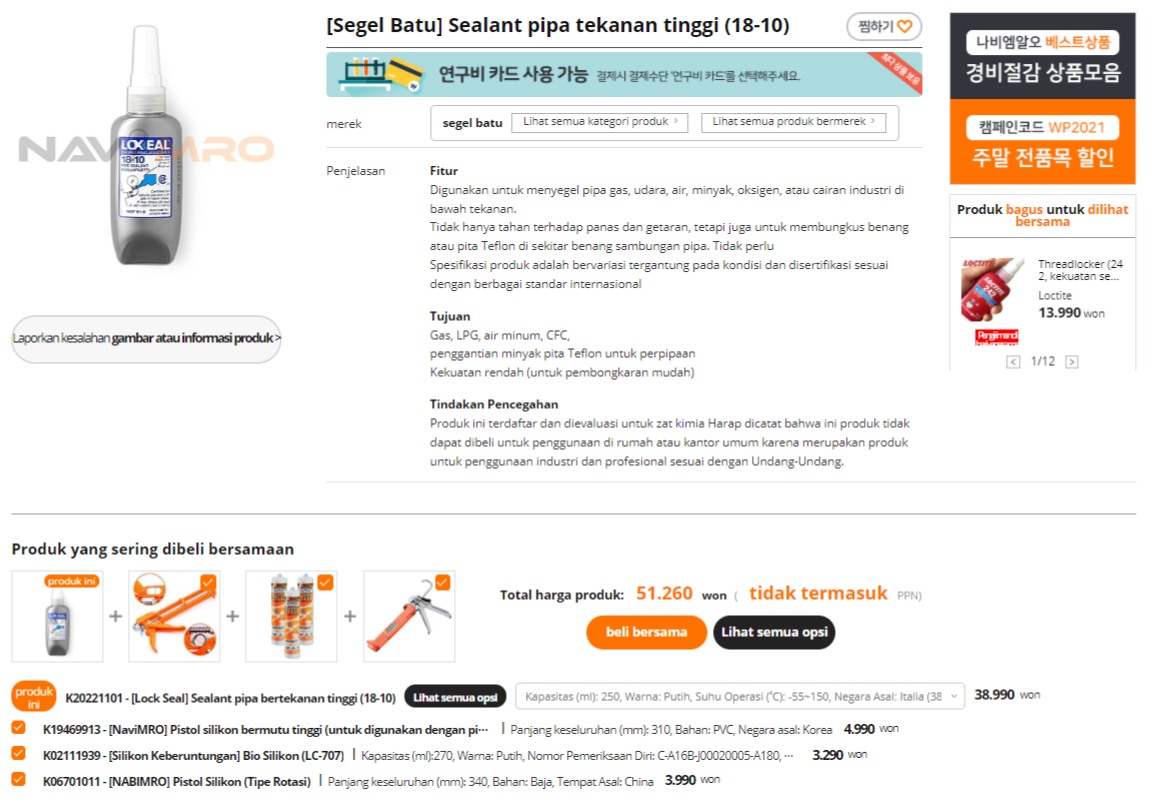 [Segel Batu] Sealant pipa tekanan tinggi (18-10)
찜하기
연구비 카드 사용 가능 결제시 결제수단 '연구비 카드'를 선택해주세요.
최다 상품 보유
merek
segel batu
Lihat semua kategori produk >
Lihat semua produk bermerek >
Penjelasan
Fitur
Digunakan untuk menyegel pipa gas, udara, air, minyak, oksigen, atau cairan industri di
bawah tekanan.
Tidak hanya tahan terhadap panas dan getaran, tetapi juga untuk membungkus benang
atau pita Teflon di sekitar benang sambungan pipa. Tidak perlu
Spesifikasi produk adalah bervariasi tergantung pada kondisi dan disertifikasi sesuai
dengan berbagai standar internasional
Tujuan
Gas, LPG, air minum, CFC,
penggantian minyak pita Teflon untuk perpipaan
Kekuatan rendah (untuk pembongkaran mudah)
Tindakan Pencegahan
Produk ini terdaftar dan dievaluasi untuk zat kimia Harap dicatat bahwa ini produk tidak
dapat dibeli untuk penggunaan di rumah atau kantor umum karena merupakan produk
untuk penggunaan industri dan profesional sesuai dengan Undang-Undang.
NAVIMRO
LOXEAL
18-10
Laporkan kesalahan gambar atau informasi produk >
나비엠알오 베스트상품
경비절감 상품모음
캠페인코드 WP2021
주말 전품목 할인
Produk bagus untuk dilihat
bersama
LOCTITE
Threadlocker (24
2, kekuatan se...
Loctite
13.990 won
< 1/12 >
Produk yang sering dibeli bersamaan
produk ini
+
+
+
Total harga produk: 51.260 won ( tidak termasuk PPN)
beli bersama
Lihat semua opsi
produk
ini
K20221101 - [Lock Seal] Sealant pipa bertekanan tinggi (18-10)
Lihat semua opsi
Kapasitas (ml): 250, Warna: Putih, Suhu Operasi (℃): -55~150, Negara Asal: Italia (38
38.990 won
K19469913 - [NaviMRO] Pistol silikon bermutu tinggi (untuk digunakan dengan pi··· | Panjang keseluruhan (mm): 310, Bahan: PVC, Negara asal: Korea 4.990 won
K02111939 - [Silikon Keberuntungan] Bio Silikon (LC-707) | Kapasitas (ml):270, Warna: Putih, Nomor Pemeriksaan Diri: C-A16B-J00020005-A180, ··· 3.290 won
K06701011 - [NABIMRO] Pistol Silikon (Tipe Rotasi) | Panjang keseluruhan (mm): 340, Bahan: Baja, Tempat Asal: China 3.990 won